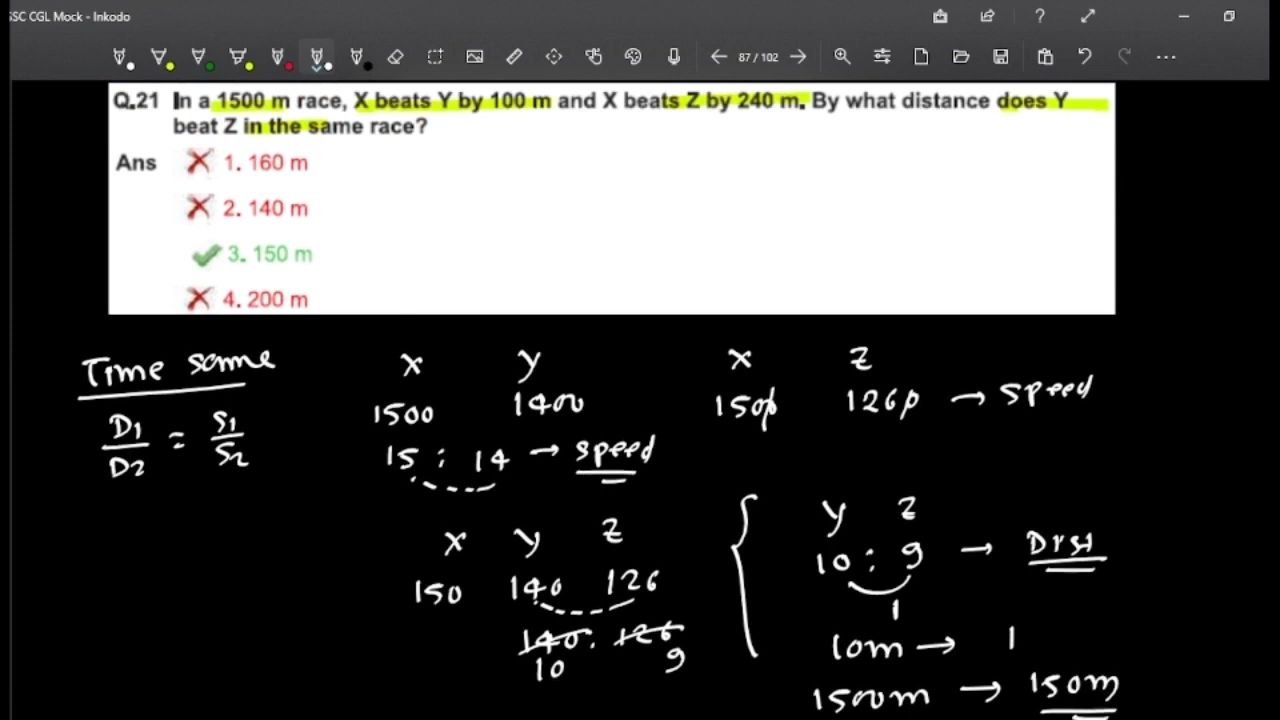 SSC CGL Mock - Inkodo
87 / 102
Q.21 In a 1500 m race, X beats Y by 100 m and X beats Z by 240 m. By what distance does Y
beat Z in the same race?
Ans 1. 160 m
2. 140 m
3. 150 m
4. 200 m
Time same
D1/D2 = S1/S2
X Y
1500 1400
15 : 14 → speed
X Z
1500 1260 → speed
X Y Z
150 140 126
140 : 126
10 9
Y Z
10 : 9 → Dist
1
10m → 1
1500m → 150m